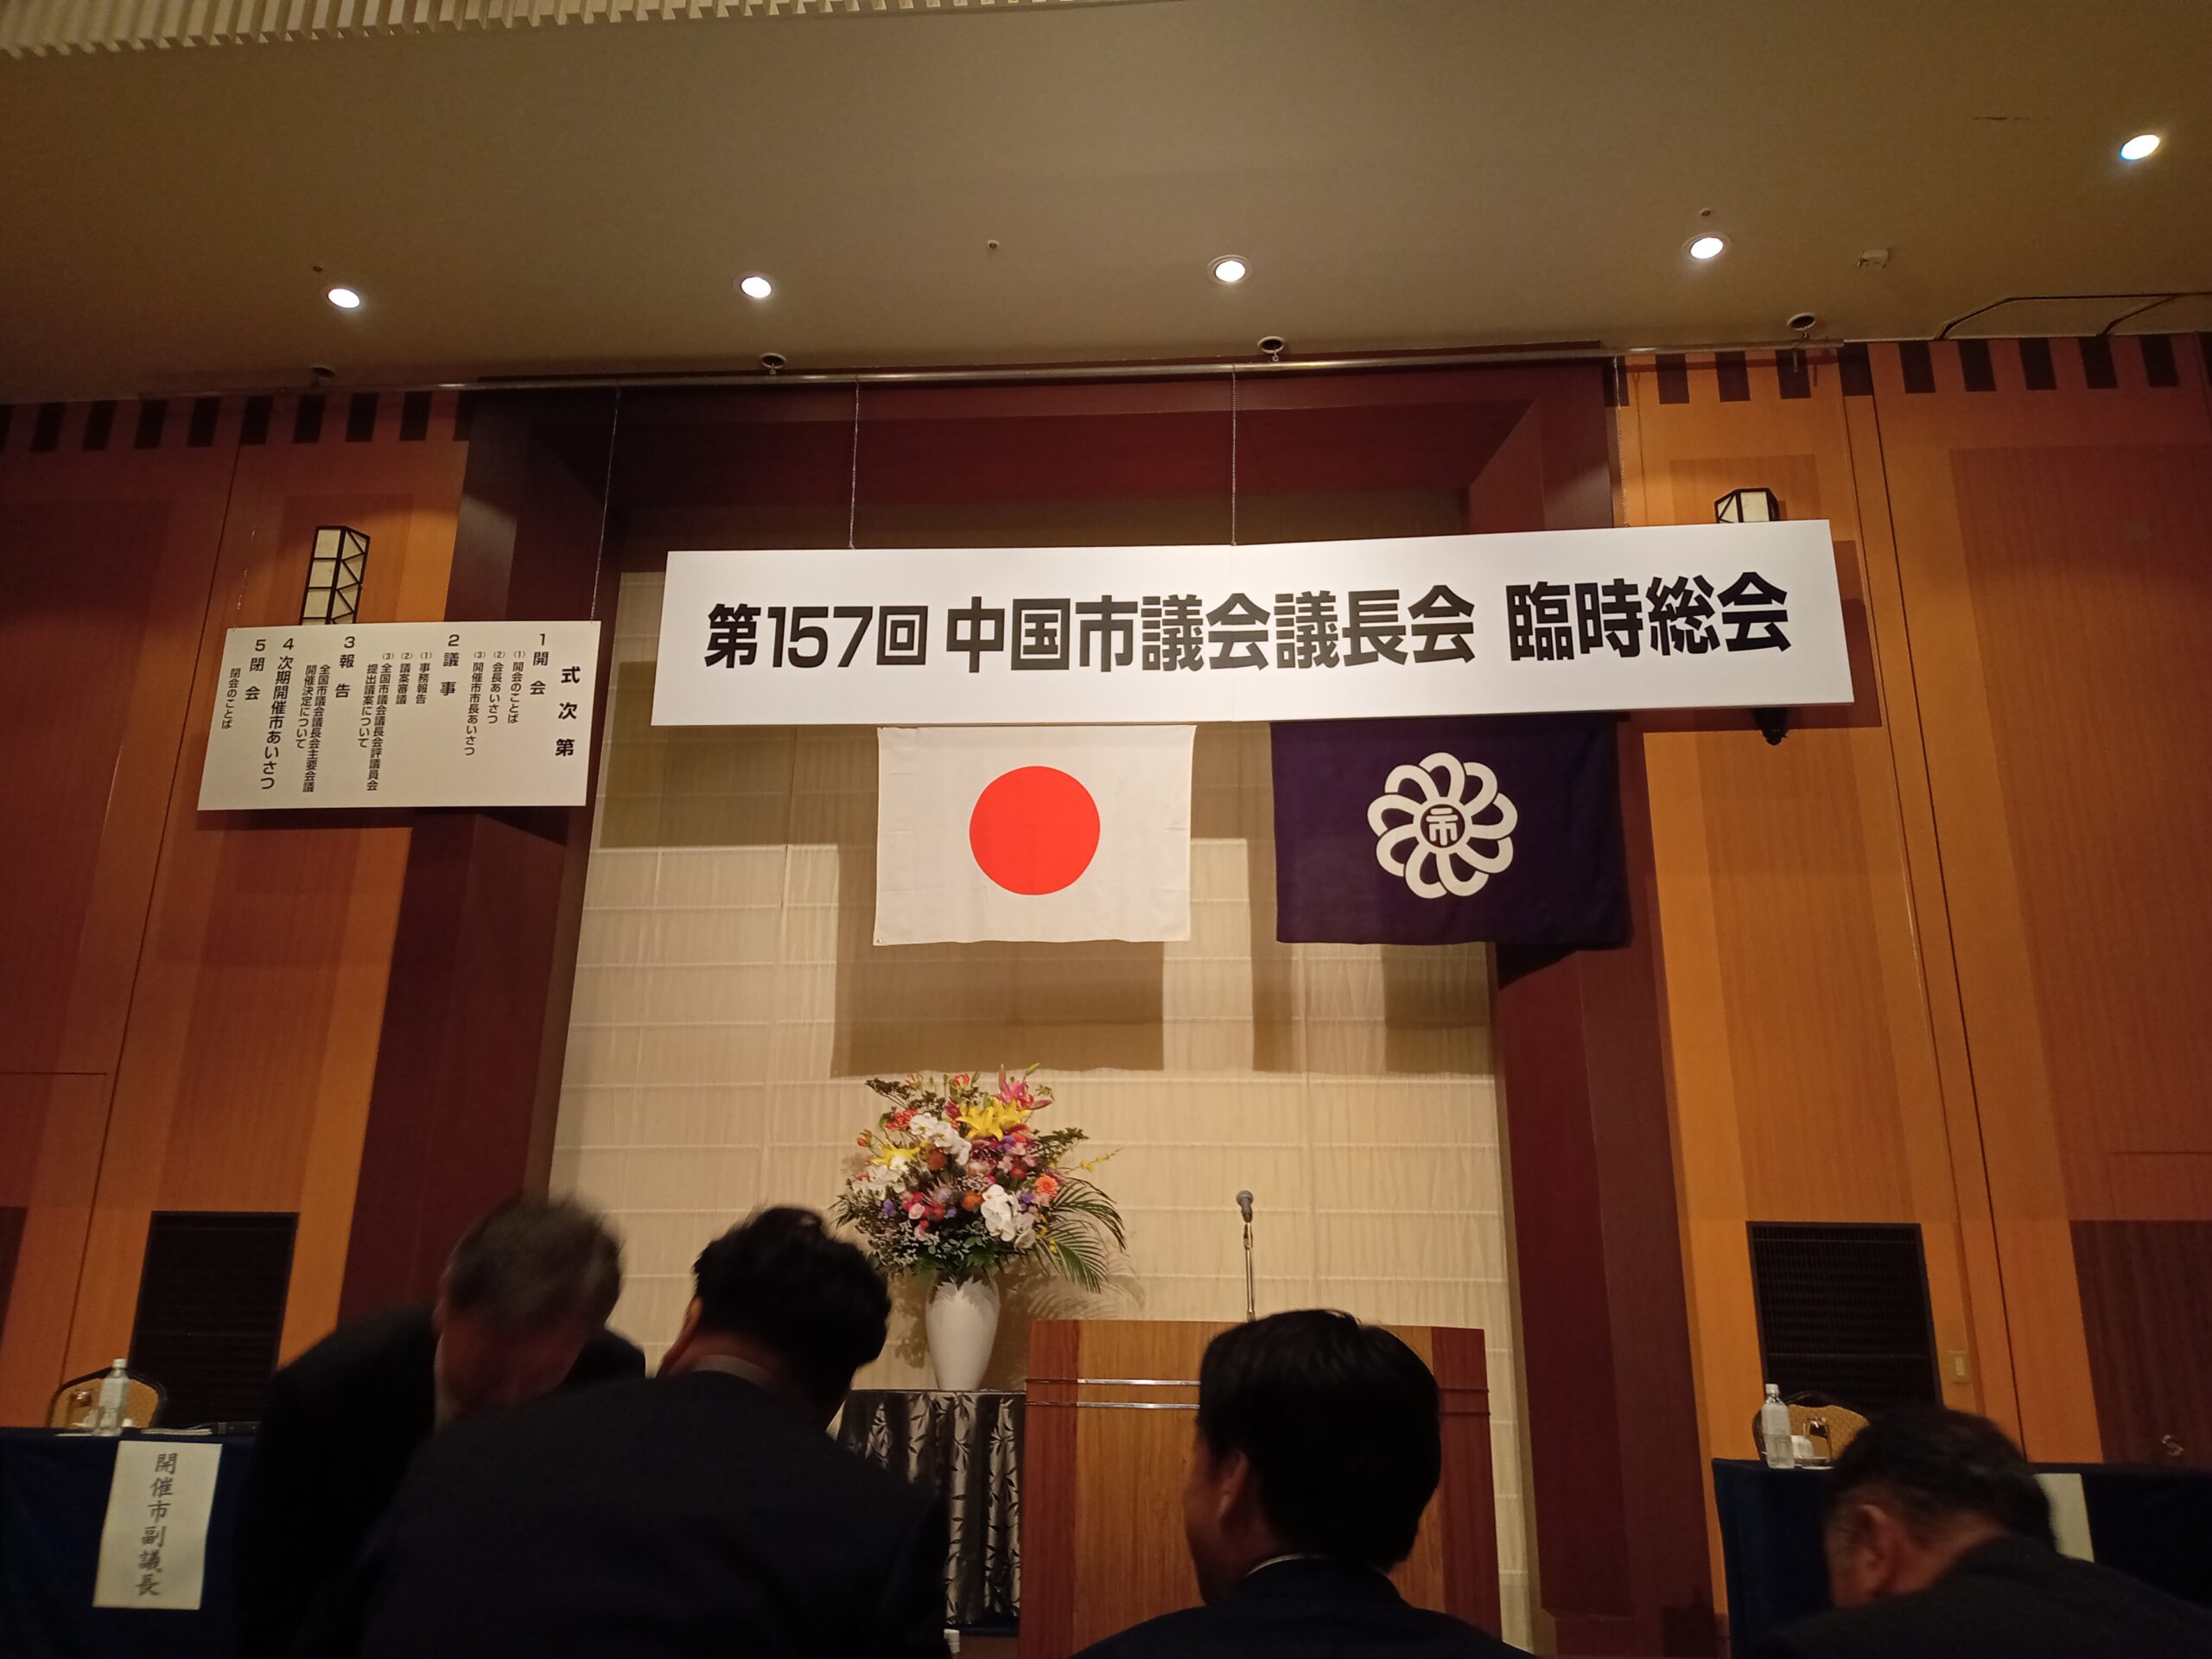 第157回 中国市議会議長会 臨時総会
式次第
1 開会
(1) 開会のことば
(2) 会長あいさつ
(3) 開催市市長あいさつ
2 議事
(1) 事務報告
(2) 議案審議
(3) 全国市議会議長会評議員会
提出議案について
3 報告
全国市議会議長会主要会議
開催決定について
4 次期開催市あいさつ
5 閉会
閉会のことば
市
開催市副議長